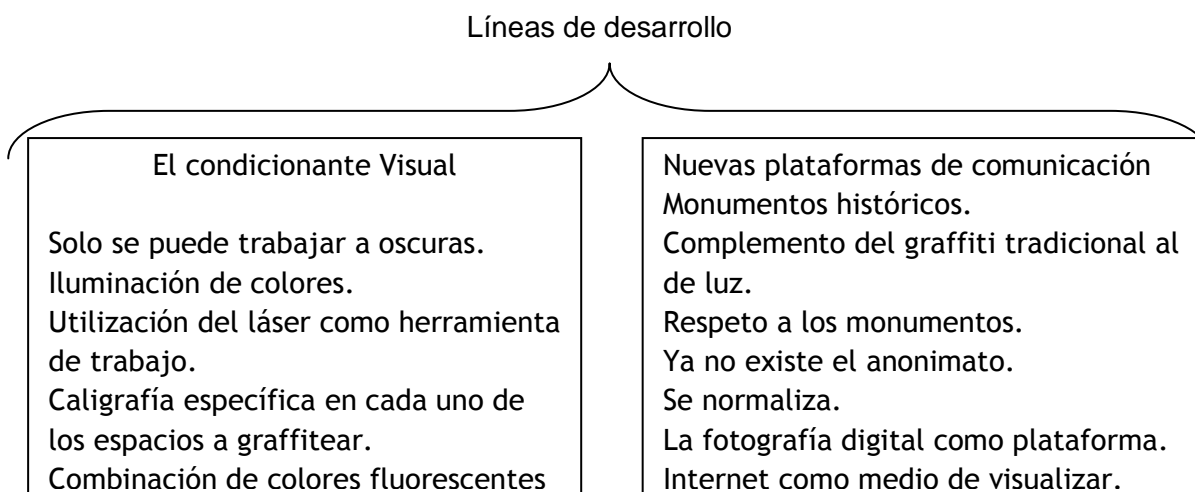 Líneas de desarrollo
El condicionante Visual
Solo se puede trabajar a oscuras.
Iluminación de colores.
Utilización del láser como herramienta
de trabajo.
Caligrafía específica en cada uno de
los espacios a graffitear.
Combinación de colores fluorescentes
Nuevas plataformas de comunicación
Monumentos históricos.
Complemento del graffiti tradicional al
de luz.
Respeto a los monumentos.
Ya no existe el anonimato.
Se normaliza.
La fotografía digital como plataforma.
Internet como medio de visualizar.